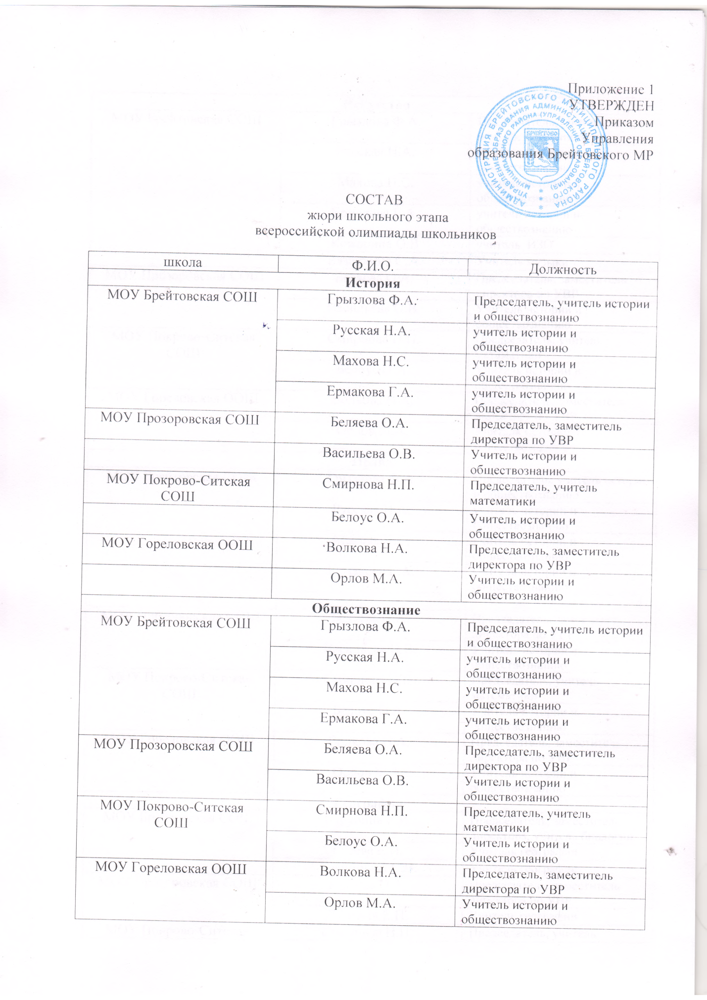 Приложение 1
УТВЕРЖДЕН
Приказом
Управления
образования Брейтовского МР
АДМИНИСТРАЦИЯ БРЕЙТОВСКОГО МУНИЦИПАЛЬНОГО РАЙОНА
УПРАВЛЕНИЕ ОБРАЗОВАНИЯ АДМИНИСТРАЦИИ БРЕЙТОВСКОГО
МУНИЦИПАЛЬНОГО РАЙОНА (УПРАВЛЕНИЕ ОБРАЗОВАНИЯ)
БРЕЙТОВО
СОСТАВ
жюри школьного этапа
всероссийской олимпиады школьников
школа Ф.И.О. Должность
История
МОУ Брейтовская СОШ Грызлова Ф.А. Председатель, учитель истории
и обществознанию
Русская Н.А. учитель истории и
обществознанию
Махова Н.С. учитель истории и
обществознанию
Ермакова Г.А. учитель истории и
обществознанию
МОУ Прозоровская СОШ Беляева О.А. Председатель, заместитель
директора по УВР
Васильева О.В. Учитель истории и
обществознанию
МОУ Покрово-Ситская Смирнова Н.П. Председатель, учитель
СОШ математики
Белоус О.А. Учитель истории и
обществознанию
МОУ Гореловская ООШ Волкова Н.А. Председатель, заместитель
директора по УВР
Орлов М.А. Учитель истории и
обществознанию
Обществознание
МОУ Брейтовская СОШ Грызлова Ф.А. Председатель, учитель истории
и обществознанию
Русская Н.А. учитель истории и
обществознанию
Махова Н.С. учитель истории и
обществознанию
Ермакова Г.А. учитель истории и
обществознанию
МОУ Прозоровская СОШ Беляева О.А. Председатель, заместитель
директора по УВР
Васильева О.В. Учитель истории и
обществознанию
МОУ Покрово-Ситская Смирнова Н.П. Председатель, учитель
СОШ математики
Белоус О.А. Учитель истории и
обществознанию
МОУ Гореловская ООШ Волкова Н.А. Председатель, заместитель
директора по УВР
Орлов М.А. Учитель истории и
обществознанию